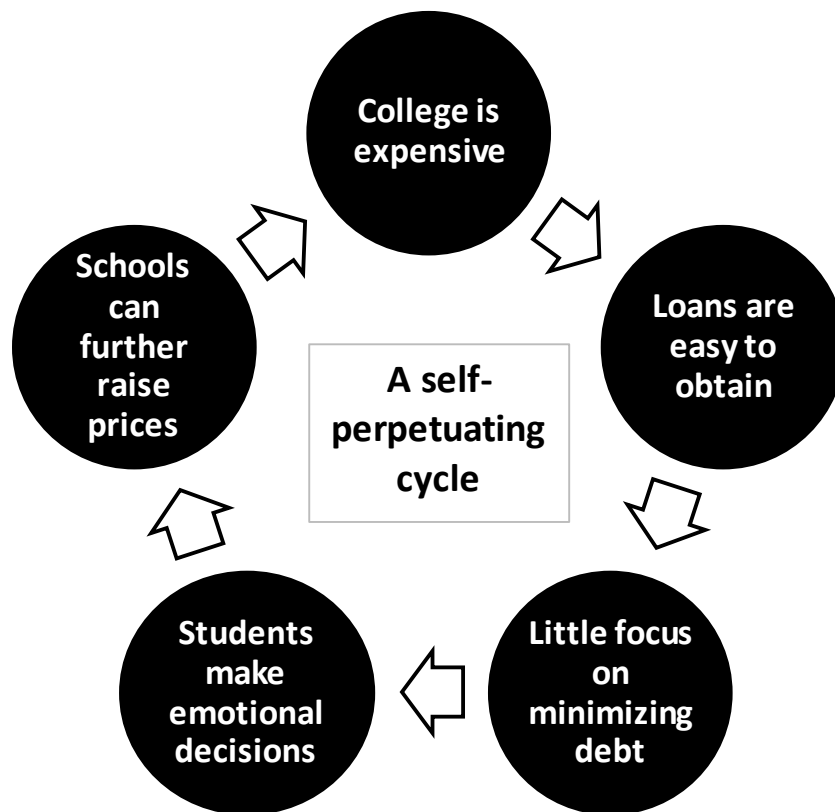 College is
expensive
Loans are
easy to
obtain
Little focus
on
minimizing
debt
Students
make
emotional
decisions
Schools
can
further
raise
prices
A self-
perpetuating
cycle